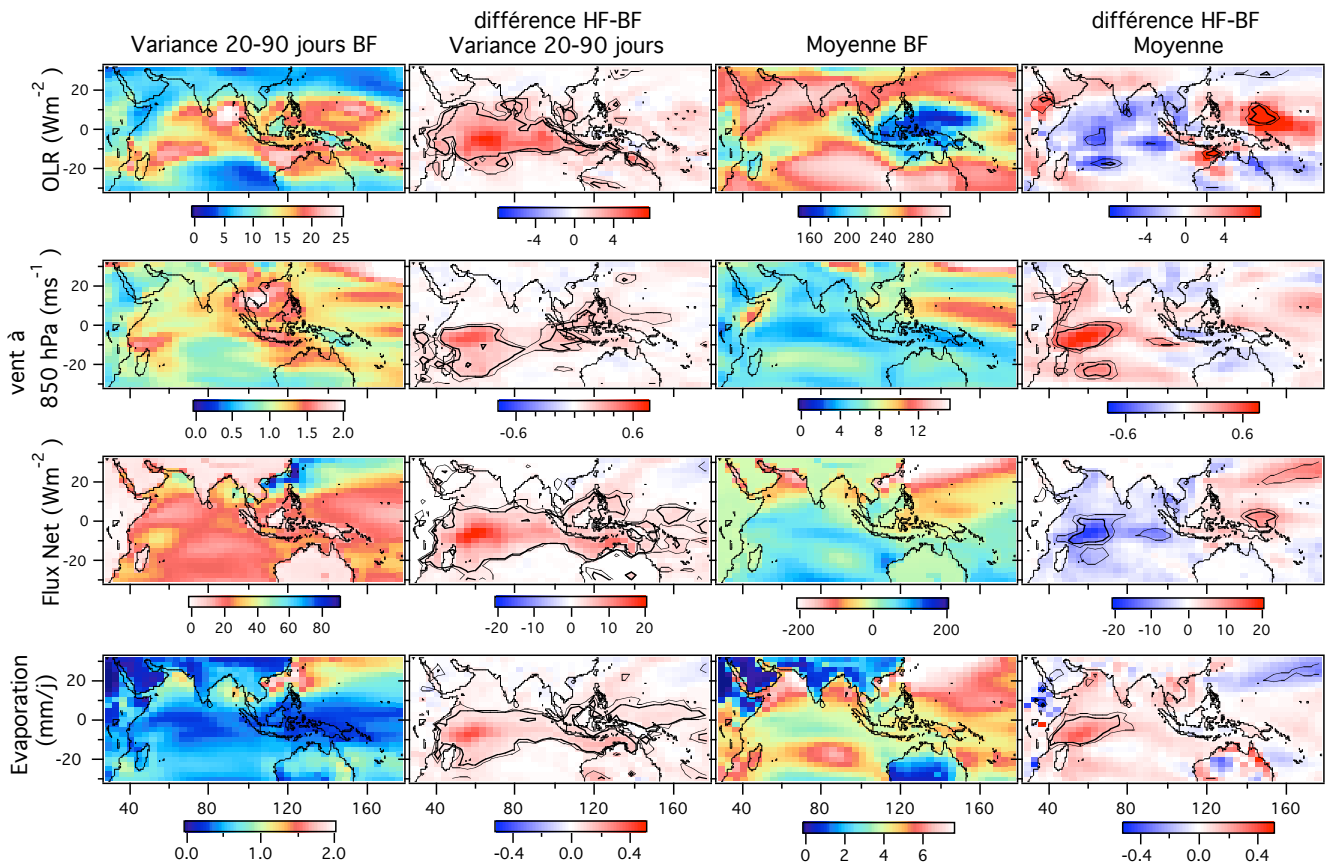 Variance 20-90 jours BF
différence HF-BF
Variance 20-90 jours
Moyenne BF
différence HF-BF
Moyenne
OLR (Wm⁻²)
20
0
-20
0 5 10 15 20 25
-4 0 4
160 200 240 280
-4 0 4
vent à
850 hPa (ms⁻¹)
20
0
-20
0.0 0.5 1.0 1.5 2.0
-0.6 0.6
0 4 8 12
-0.6 0.6
Flux Net (Wm⁻²)
20
0
-20
0 20 40 60 80
-20 -10 0 10 20
-200 0 200
-20 -10 0 10 20
Evaporation
(mm/j)
20
0
-20
40 80 120 160
40 80 120 160
40 80 120 160
40 80 120 160
0.0 1.0 2.0
-0.4 0.0 0.4
0 2 4 6
-0.4 0.0 0.4